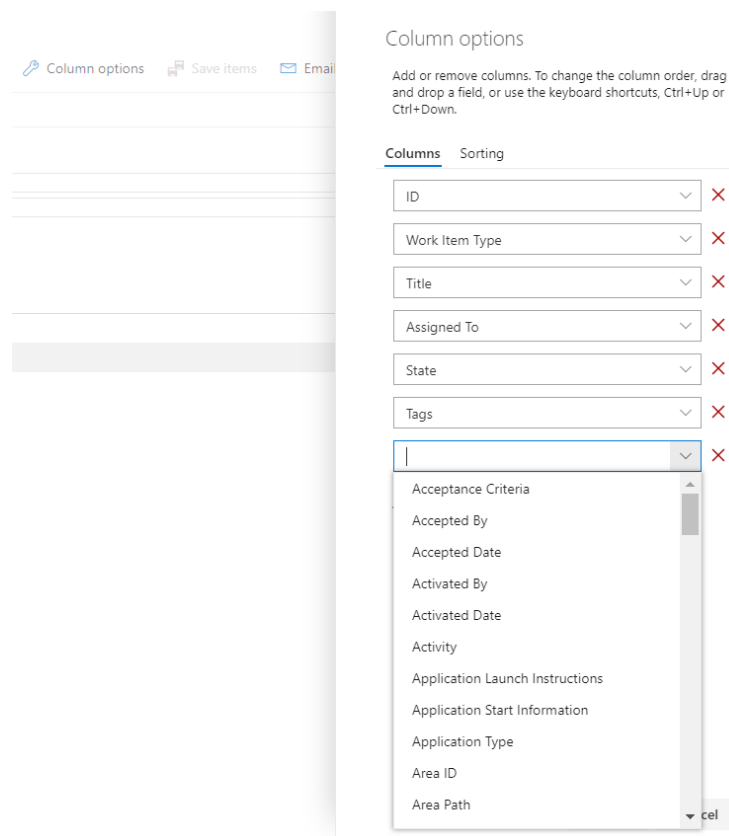 Column options
Save items
Email
Column options
Add or remove columns. To change the column order, drag
and drop a field, or use the keyboard shortcuts, Ctrl+Up or
Ctrl+Down.
Columns
Sorting
ID
Work Item Type
Title
Assigned To
State
Tags
Acceptance Criteria
Accepted By
Accepted Date
Activated By
Activated Date
Activity
Application Launch Instructions
Application Start Information
Application Type
Area ID
Area Path
cel